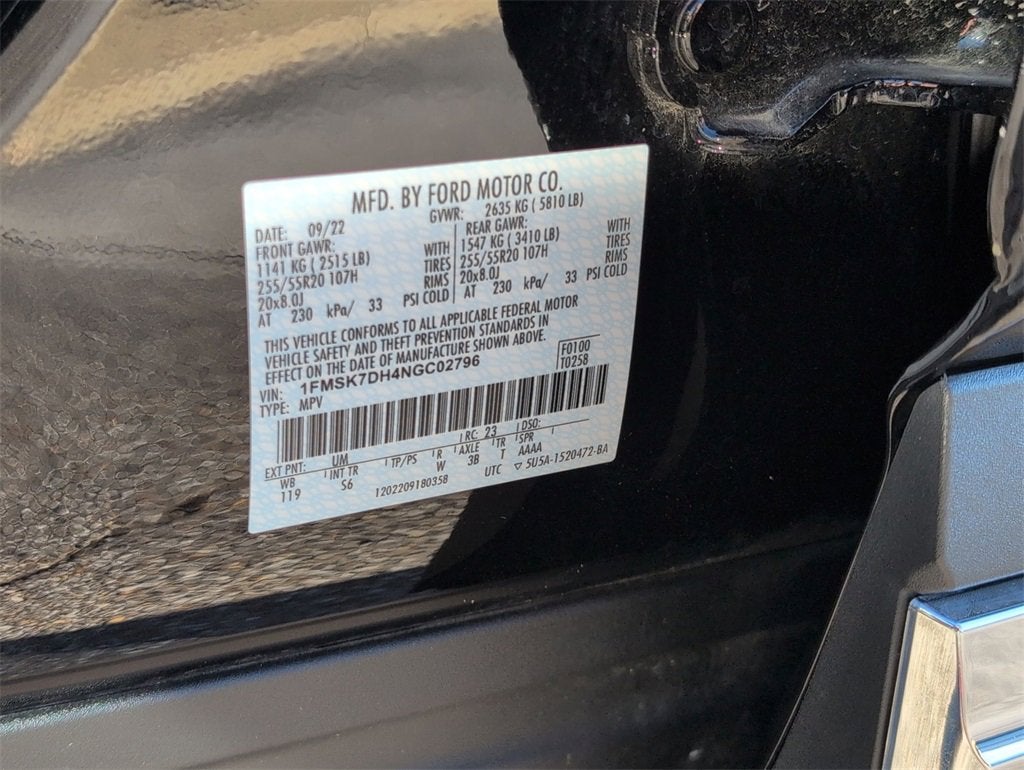 MFD. BY FORD MOTOR CO.
DATE: 09/22 GVWR: 2635 KG ( 5810 LB)
FRONT GAWR: REAR GAWR:
1141 KG ( 2515 LB) WITH 1547 KG ( 3410 LB) WITH
255/55R20 107H TIRES 255/55R20 107H TIRES
20x8.0J RIMS 20x8.0J RIMS
AT 230 kPa/ 33 PSI COLD AT 230 kPa/ 33 PSI COLD
THIS VEHICLE CONFORMS TO ALL APPLICABLE FEDERAL MOTOR
VEHICLE SAFETY AND THEFT PREVENTION STANDARDS IN
EFFECT ON THE DATE OF MANUFACTURE SHOWN ABOVE.
VIN: 1FMSK7DH4NGC02796 F0100
TYPE: MPV T0258
EXT PNT: UM RC: 23 DSO:
WB INT TR TP/PS R AXLE TR SPR
119 S6 W 3B T AAAA
1202209180358 UTC ▽ 5U5A-1520472-BA